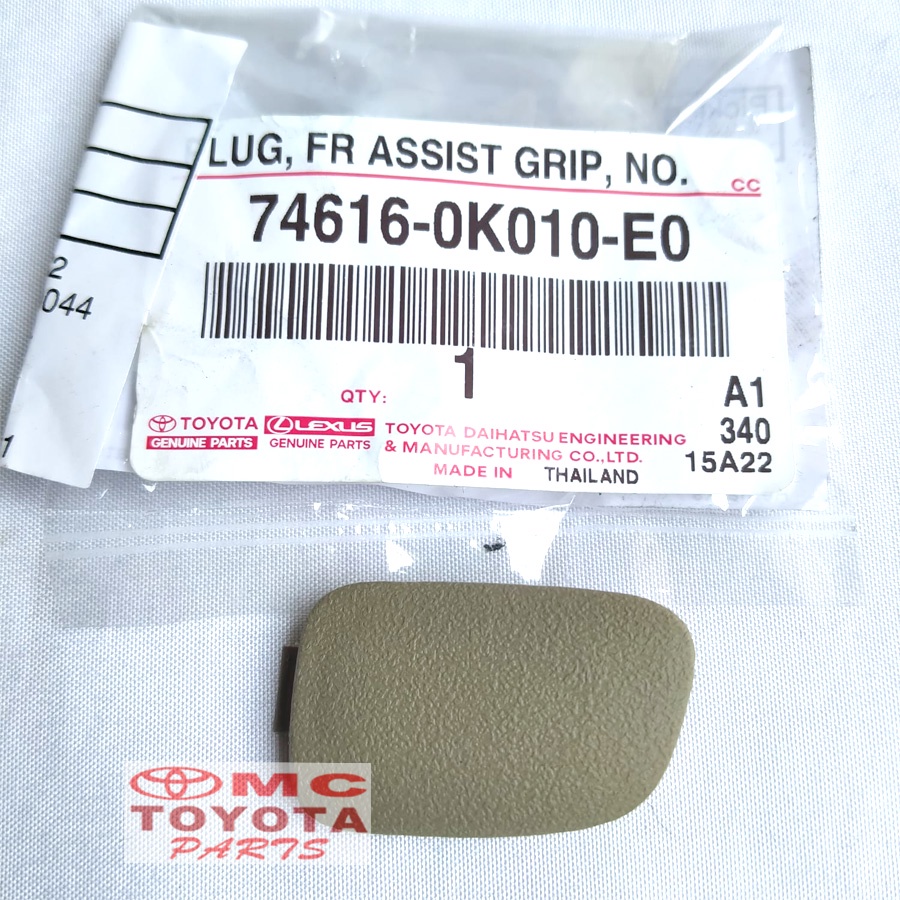 LUG, FR ASSIST GRIP, NO.
CC
74616-0K010-E0
2
044
1
1
QTY:
A1
340
15A22
TOYOTA
GENUINE PARTS
LEXUS
GENUINE PARTS
TOYOTA DAIHATSU ENGINEERING
& MANUFACTURING CO.,LTD.
MADE IN THAILAND
MC
TOYOTA
PARTS